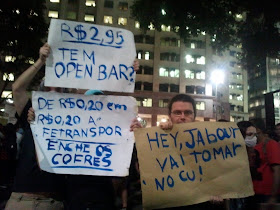 R$2,95
TEM
OPEN BAR?
DE R$0,20 em
R$0,20 A
FETRANSPOR
ENCHE OS
COFRES
HEY, JABOUR
VAI TOMAR
NO CU!